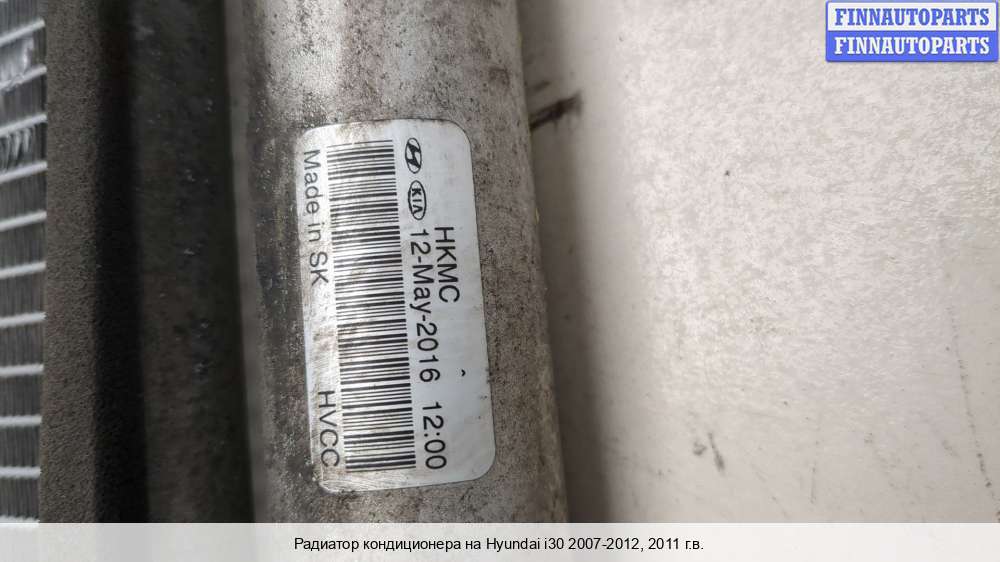 FINNAUTOPARTS
FINNAUTOPARTS
KIA
HKMC
12-May-2016 12:00
Made in SK
HVCC
Радиатор кондиционера на Hyundai i30 2007-2012, 2011 г.в.